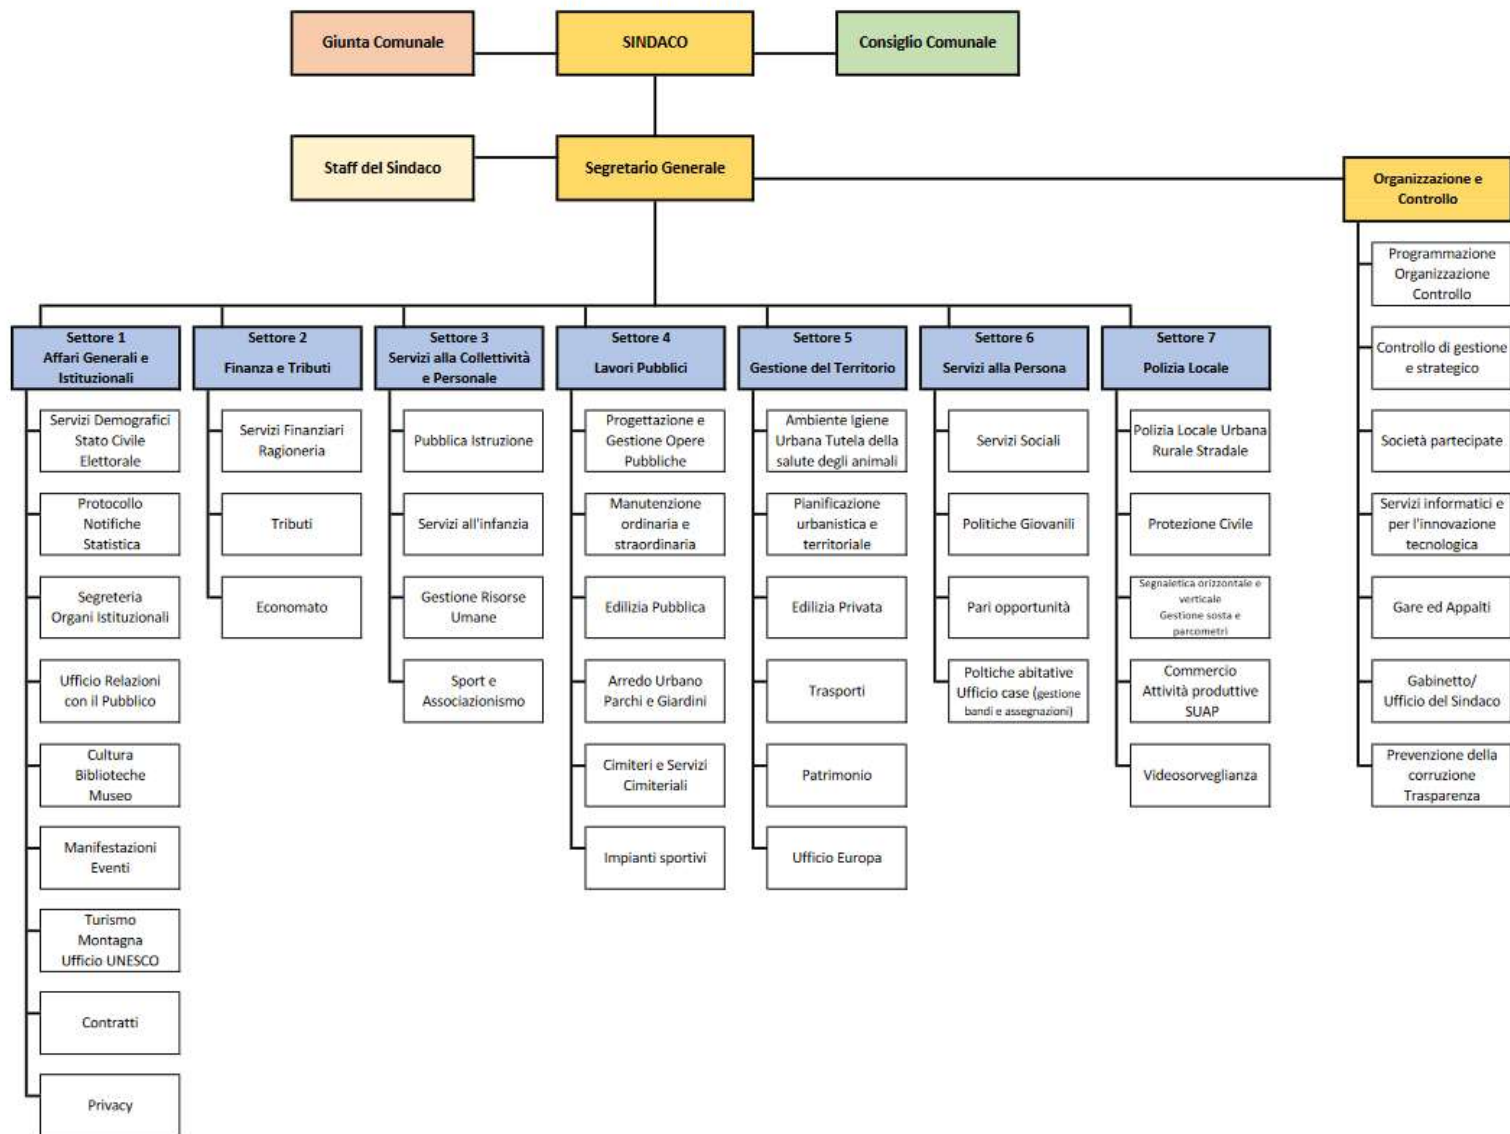 Giunta Comunale
SINDACO
Consiglio Comunale
Staff del Sindaco
Segretario Generale
Organizzazione e
Controllo
Programmazione
Organizzazione
Controllo
Controllo di gestione
e strategico
Società partecipate
Servizi informatici e
per l'innovazione
tecnologica
Gare ed Appalti
Gabinetto/
Ufficio del Sindaco
Prevenzione della
corruzione
Trasparenza
Settore 1
Affari Generali e
Istituzionali
Servizi Demografici
Stato Civile
Elettorale
Protocollo
Notifiche
Statistica
Segreteria
Organi Istituzionali
Ufficio Relazioni
con il Pubblico
Cultura
Biblioteche
Museo
Manifestazioni
Eventi
Turismo
Montagna
Ufficio UNESCO
Contratti
Privacy
Settore 2
Finanza e Tributi
Servizi Finanziari
Ragioneria
Tributi
Economato
Settore 3
Servizi alla Collettività
e Personale
Pubblica Istruzione
Servizi all'infanzia
Gestione Risorse
Umane
Sport e
Associazionismo
Settore 4
Lavori Pubblici
Progettazione e
Gestione Opere
Pubbliche
Manutenzione
ordinaria e
straordinaria
Edilizia Pubblica
Arredo Urbano
Parchi e Giardini
Cimiteri e Servizi
Cimiteriali
Impianti sportivi
Settore 5
Gestione del Territorio
Ambiente Igiene
Urbana Tutela della
salute degli animali
Pianificazione
urbanistica e
territoriale
Edilizia Privata
Trasporti
Patrimonio
Ufficio Europa
Settore 6
Servizi alla Persona
Servizi Sociali
Politiche Giovanili
Pari opportunità
Poltiche abitative
Ufficio case (gestione
bandi e assegnazioni)
Settore 7
Polizia Locale
Polizia Locale Urbana
Rurale Stradale
Protezione Civile
Segnaletica orizzontale e
verticale
Gestione sosta e
parcometri
Commercio
Attività produttive
SUAP
Videosorveglianza